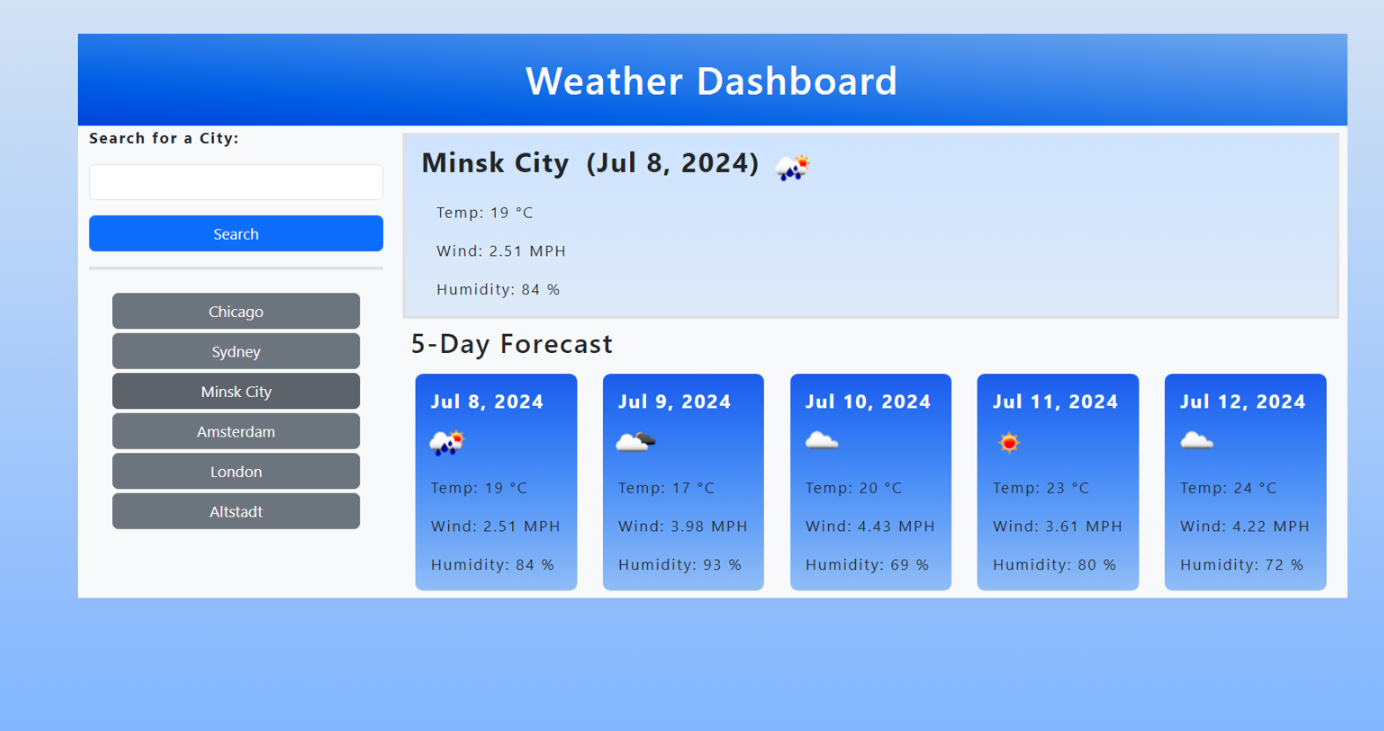 Weather Dashboard
Search for a City:
Search
Chicago
Sydney
Minsk City
Amsterdam
London
Altstadt
Minsk City (Jul 8, 2024)
Temp: 19 °C
Wind: 2.51 MPH
Humidity: 84 %
5-Day Forecast
Jul 8, 2024
Temp: 19 °C
Wind: 2.51 MPH
Humidity: 84 %
Jul 9, 2024
Temp: 17 °C
Wind: 3.98 MPH
Humidity: 93 %
Jul 10, 2024
Temp: 20 °C
Wind: 4.43 MPH
Humidity: 69 %
Jul 11, 2024
Temp: 23 °C
Wind: 3.61 MPH
Humidity: 80 %
Jul 12, 2024
Temp: 24 °C
Wind: 4.22 MPH
Humidity: 72 %